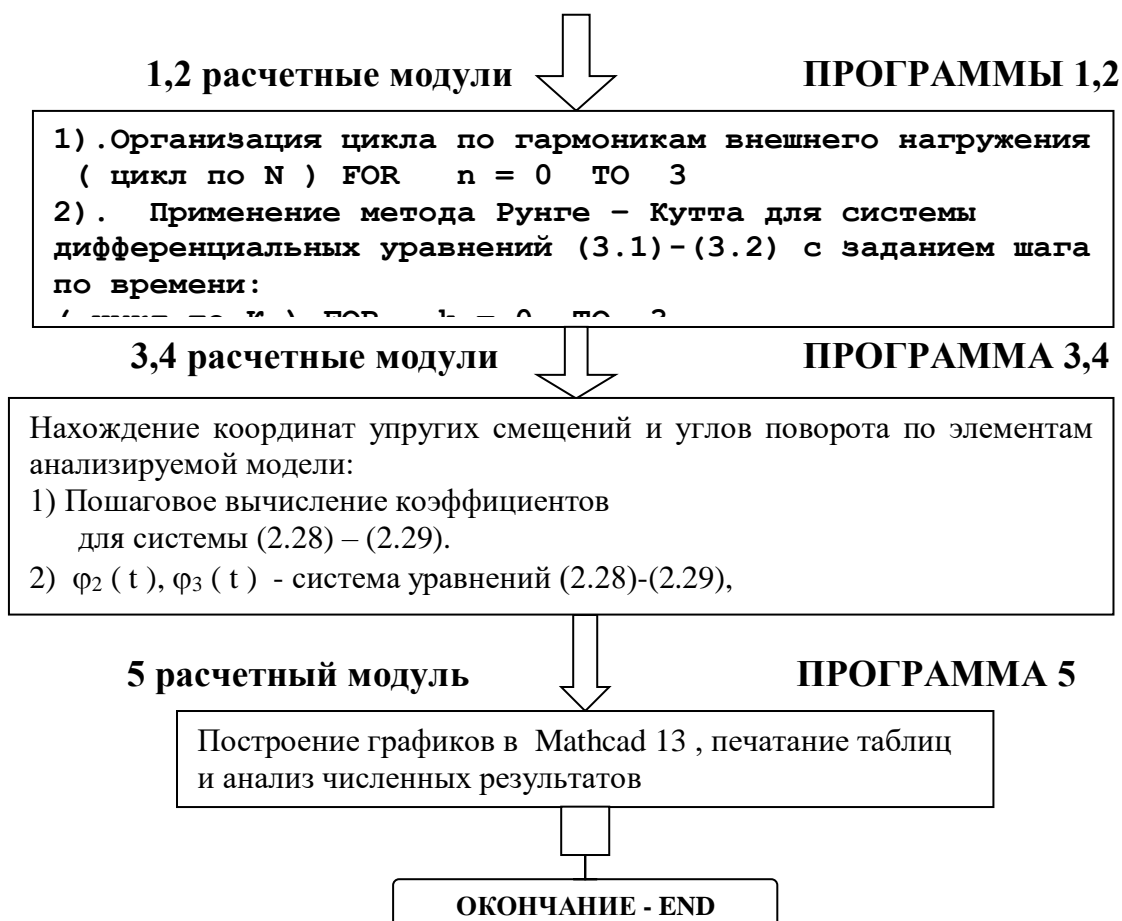 1,2 расчетные модули ПРОГРАММЫ 1,2
1).Организация цикла по гармоникам внешнего нагружения
( цикл по N ) FOR n = 0 TO 3
2). Применение метода Рунге – Кутта для системы
дифференциальных уравнений (3.1)-(3.2) с заданием шага
по времени:
3,4 расчетные модули ПРОГРАММА 3,4
Нахождение координат упругих смещений и углов поворота по элементам
анализируемой модели:
1) Пошаговое вычисление коэффициентов
для системы (2.28) – (2.29).
2) φ₂ ( t ), φ₃ ( t ) - система уравнений (2.28)-(2.29),
5 расчетный модуль ПРОГРАММА 5
Построение графиков в Mathcad 13 , печатание таблиц
и анализ численных результатов
ОКОНЧАНИЕ - END